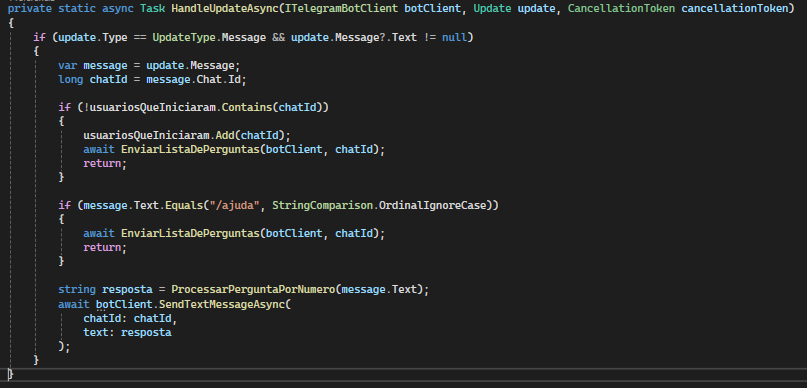 private static async Task HandleUpdateAsync(ITelegramBotClient botClient, Update update, CancellationToken cancellationToken)
{
if (update.Type == UpdateType.Message && update.Message?.Text != null)
{
var message = update.Message;
long chatId = message.Chat.Id;
if (!usuariosQueIniciaram.Contains(chatId))
{
usuariosQueIniciaram.Add(chatId);
await EnviarListaDePerguntas(botClient, chatId);
return;
}
if (message.Text.Equals("/ajuda", StringComparison.OrdinalIgnoreCase))
{
await EnviarListaDePerguntas(botClient, chatId);
return;
}
string resposta = ProcessarPerguntaPorNumero(message.Text);
await botClient.SendTextMessageAsync(
chatId: chatId,
text: resposta
);
}
}